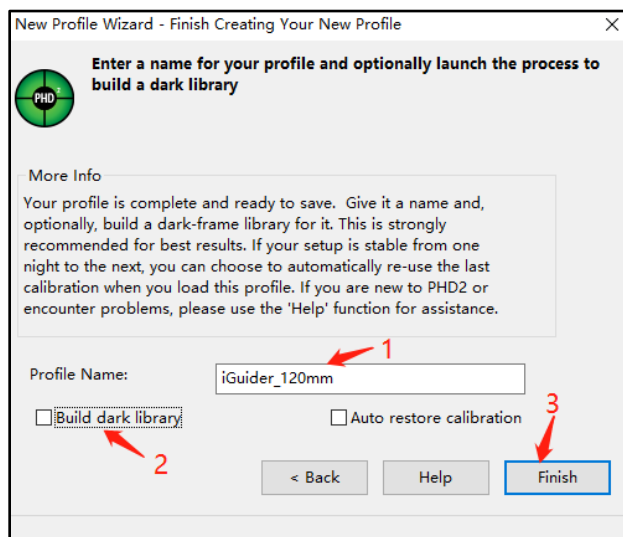 New Profile Wizard - Finish Creating Your New Profile
Enter a name for your profile and optionally launch the process to
build a dark library
PHD2
More Info
Your profile is complete and ready to save.  Give it a name and,
optionally, build a dark-frame library for it. This is strongly
recommended for best results. If your setup is stable from one
night to the next, you can choose to automatically re-use the last
calibration when you load this profile. If you are new to PHD2 or
encounter problems, please use the 'Help' function for assistance.
1
Profile Name: iGuider_120mm
3
Build dark library Auto restore calibration
2
< Back Help Finish